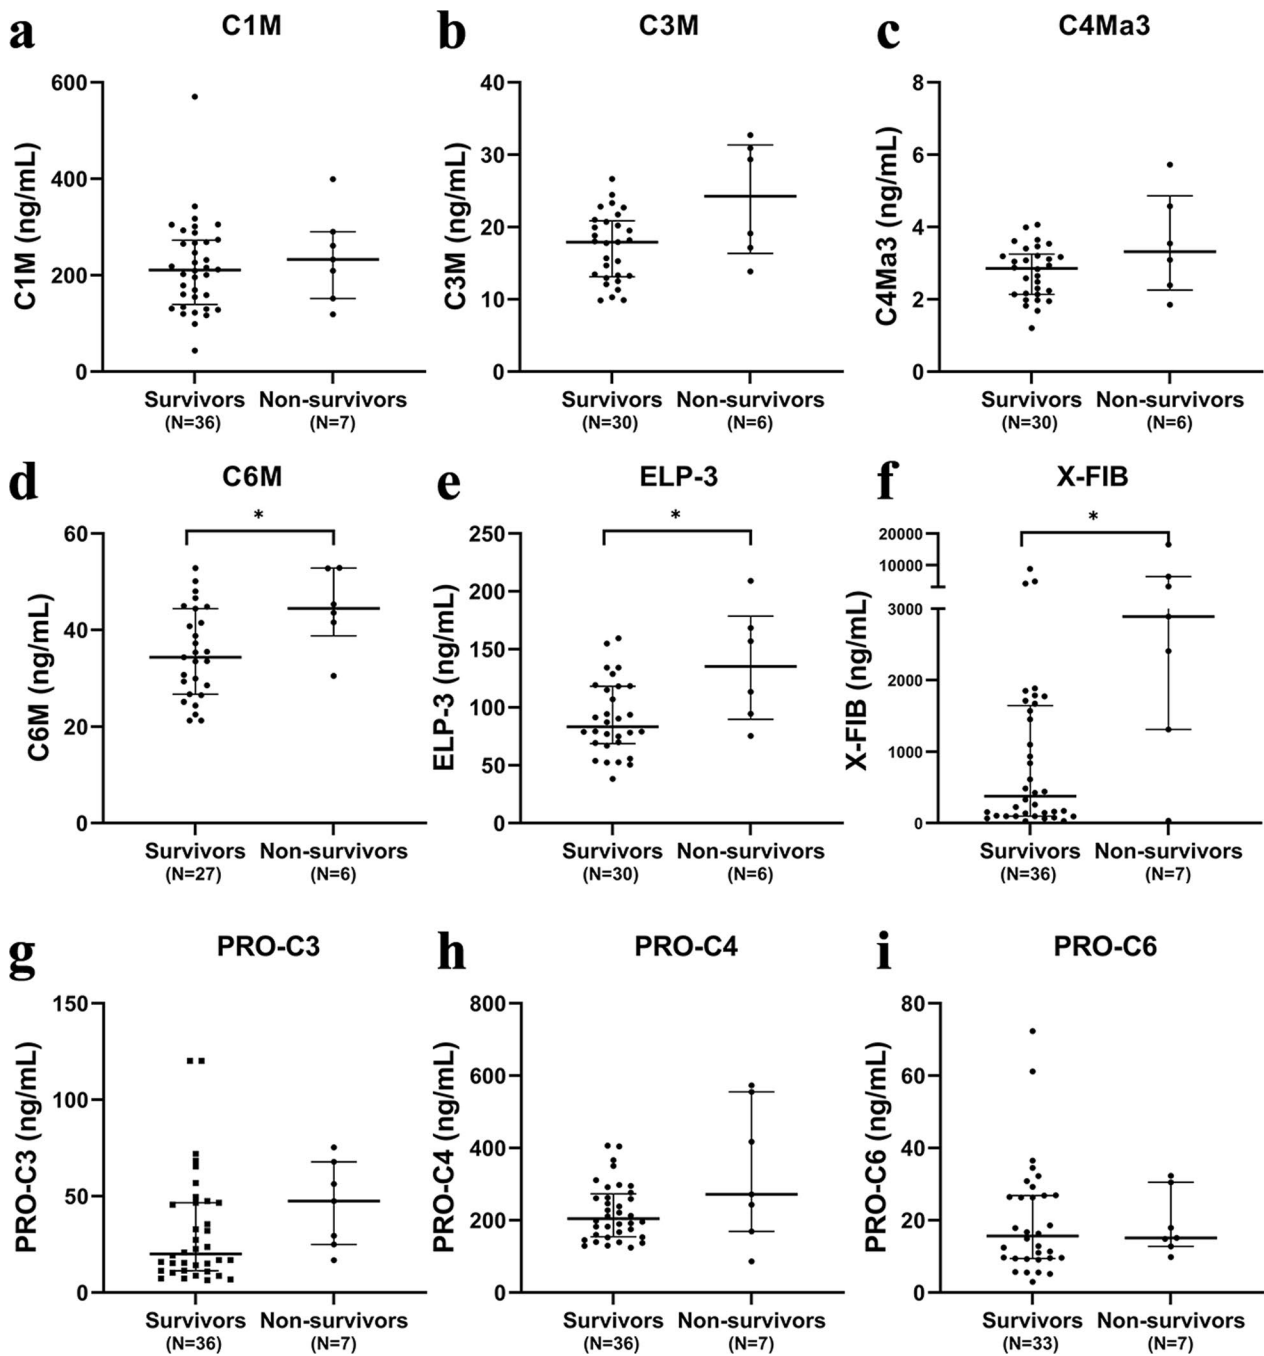 a
C1M
C1M (ng/mL)
600
400
200
0
Survivors
(N=36)
Non-survivors
(N=7)
b
C3M
C3M (ng/mL)
40
30
20
10
0
Survivors
(N=30)
Non-survivors
(N=6)
c
C4Ma3
C4Ma3 (ng/mL)
8
6
4
2
0
Survivors
(N=30)
Non-survivors
(N=6)
d
C6M
C6M (ng/mL)
60
40
20
0
*
Survivors
(N=27)
Non-survivors
(N=6)
e
ELP-3
ELP-3 (ng/mL)
250
200
150
100
50
0
*
Survivors
(N=30)
Non-survivors
(N=6)
f
X-FIB
X-FIB (ng/mL)
20000
10000
3000
2000
1000
0
*
Survivors
(N=36)
Non-survivors
(N=7)
g
PRO-C3
PRO-C3 (ng/mL)
150
100
50
0
Survivors
(N=36)
Non-survivors
(N=7)
h
PRO-C4
PRO-C4 (ng/mL)
800
600
400
200
0
Survivors
(N=36)
Non-survivors
(N=7)
i
PRO-C6
PRO-C6 (ng/mL)
80
60
40
20
0
Survivors
(N=33)
Non-survivors
(N=7)